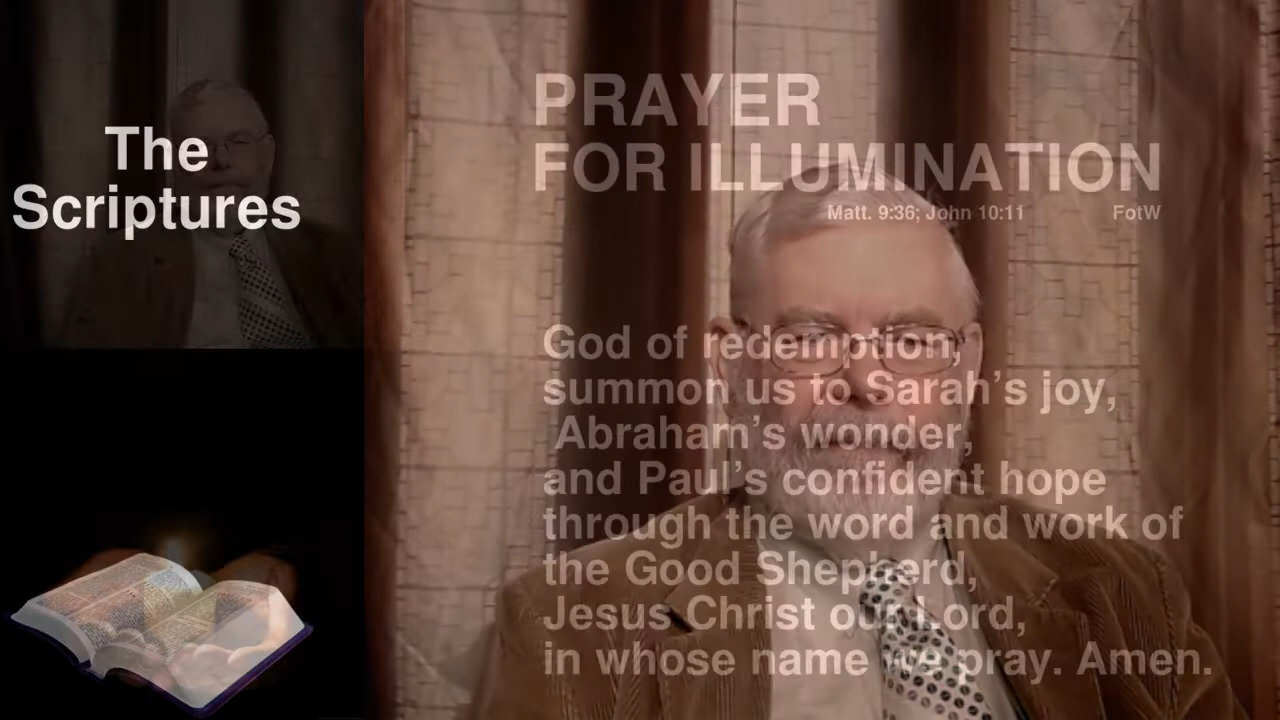 The
Scriptures
PRAYER
FOR ILLUMINATION
Matt. 9:36; John 10:11 FotW
God of redemption,
summon us to Sarah’s joy,
Abraham’s wonder,
and Paul’s confident hope
through the word and work of
the Good Shepherd,
Jesus Christ our Lord,
in whose name we pray. Amen.